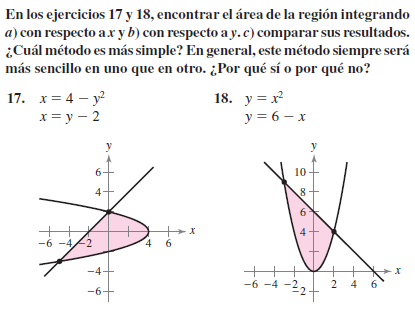 En los ejercicios 17 y 18, encontrar el área de la región integrando
a) con respecto a x y b) con respecto a y. c) comparar sus resultados.
¿Cuál método es más simple? En general, este método siempre será
más sencillo en uno que en otro. ¿Por qué sí o por qué no?
17. x = 4 − y²
x = y − 2
18. y = x²
y = 6 − x
y
6
4
x
−6 −4 −2 4 6
−4
−6
y
10
8
6
4
x
−6 −4 −2 2 4 6
−2